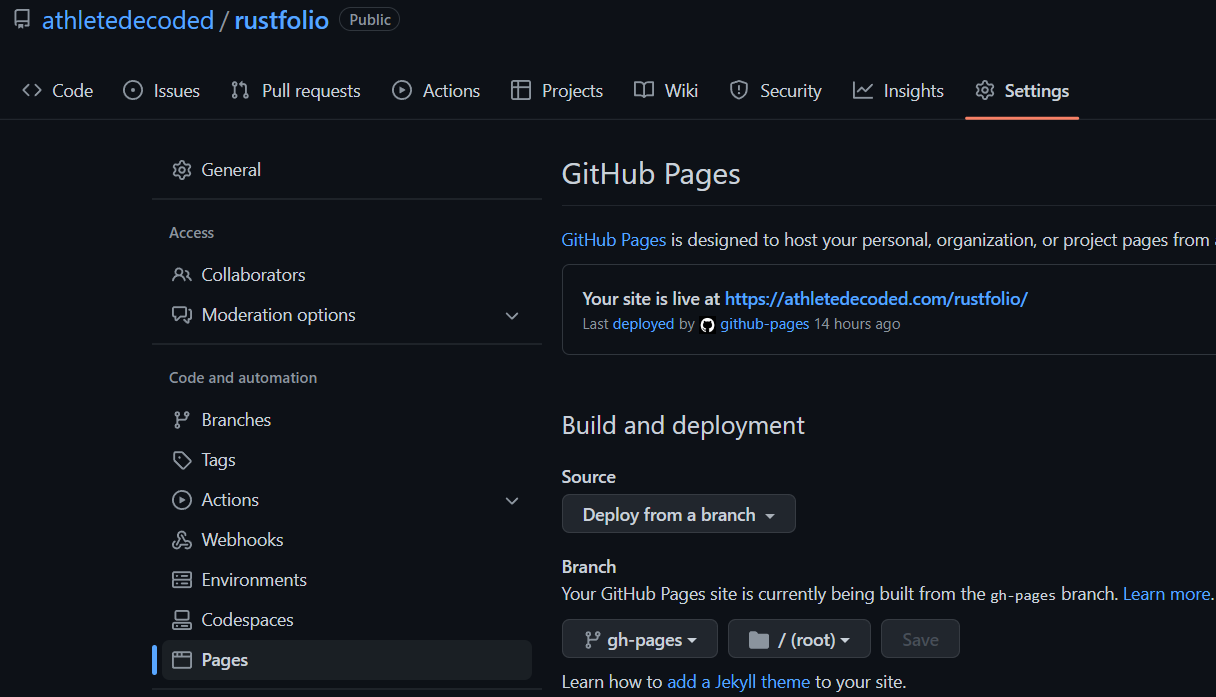 athletedecoded / rustfolio Public
Code Issues Pull requests Actions Projects Wiki Security Insights Settings
General
Access
Collaborators
Moderation options
Code and automation
Branches
Tags
Actions
Webhooks
Environments
Codespaces
Pages
GitHub Pages
GitHub Pages is designed to host your personal, organization, or project pages from
Your site is live at https://athletedecoded.com/rustfolio/
Last deployed by github-pages 14 hours ago
Build and deployment
Source
Deploy from a branch
Branch
Your GitHub Pages site is currently being built from the gh-pages branch. Learn more.
gh-pages / (root) Save
Learn how to add a Jekyll theme to your site.